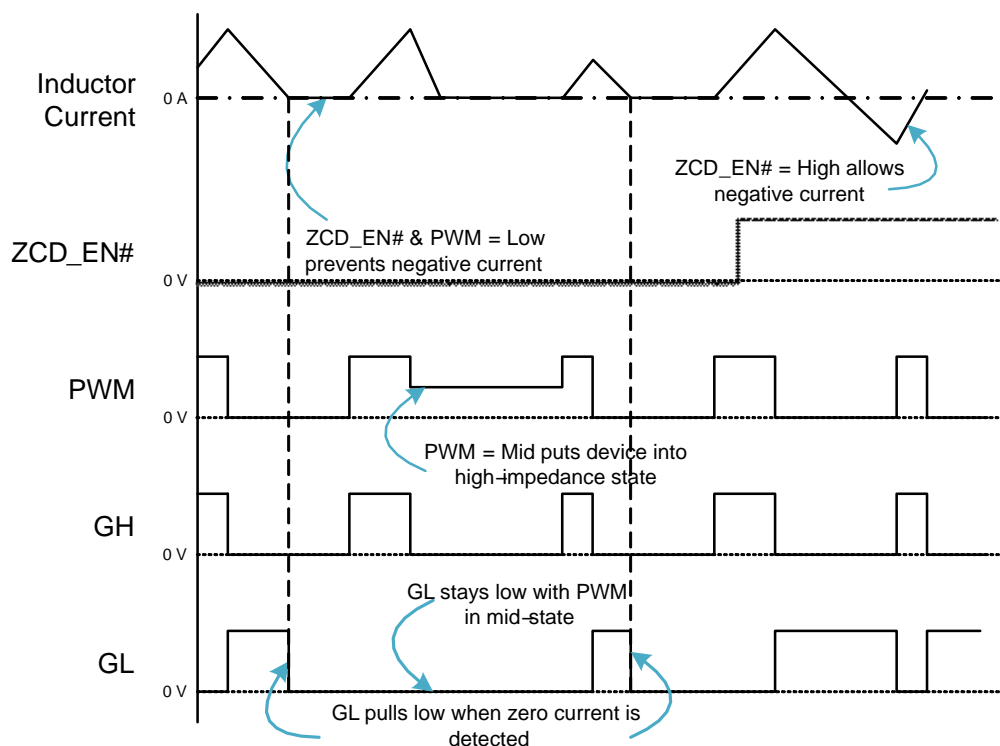 Inductor
Current
0 A
ZCD_EN# = High allows
negative current
ZCD_EN# & PWM = Low
prevents negative current
ZCD_EN#
0 V
PWM
0 V
PWM = Mid puts device into
high-impedance state
GH
0 V
GL stays low with PWM
in mid-state
GL
0 V
GL pulls low when zero current is
detected